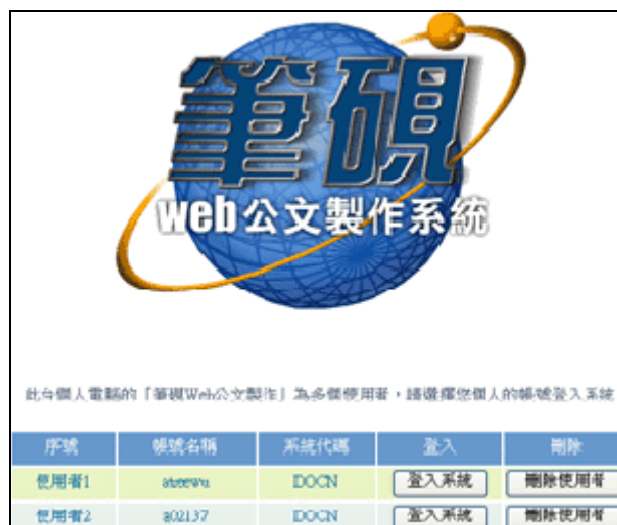 筆硯
web公文製作系統
此台個人電腦的「筆硯Web公文製作」為多個使用者，請選擇您個人的帳號登入系統
序號 帳號名稱 系統代碼 登入 刪除
使用者1 IDOCN 登入系統 刪除使用者
使用者2 a02137 IDOCN 登入系統 刪除使用者